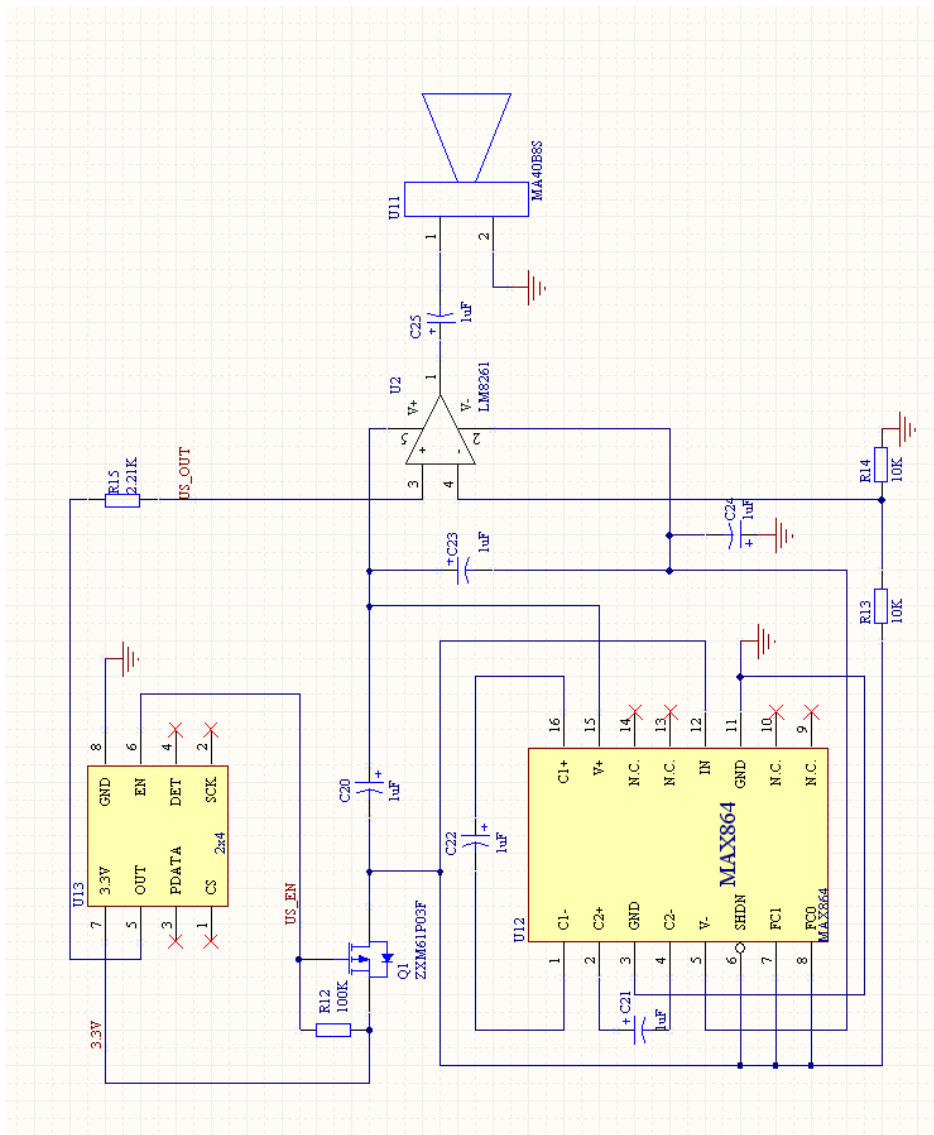 MA40B8S
U11
1
2
C25
+
1uF
U2
LM8261
1
V+
V-
5
2
+
-
3
4
R15
2.21K
US_OUT
R14
10K
C24
1uF
+
+C23
1uF
R13
10K
8
6
4
2
GND
EN
DET
SCK
3.3V
OUT
PDATA
CS
2x4
U13
7
5
3
1
C20
+
1uF
C22
+
1uF
16
15
14
13
12
11
10
9
C1+
V+
N.C.
N.C.
IN
GND
N.C.
N.C.
MAX864
C1-
C2+
GND
C2-
V-
SHDN
FC1
FC0
MAX864
U12
1
2
3
4
5
6
7
8
US_EN
Q1
ZXM61P03F
R12
100K
3.3V
+C21
1uF